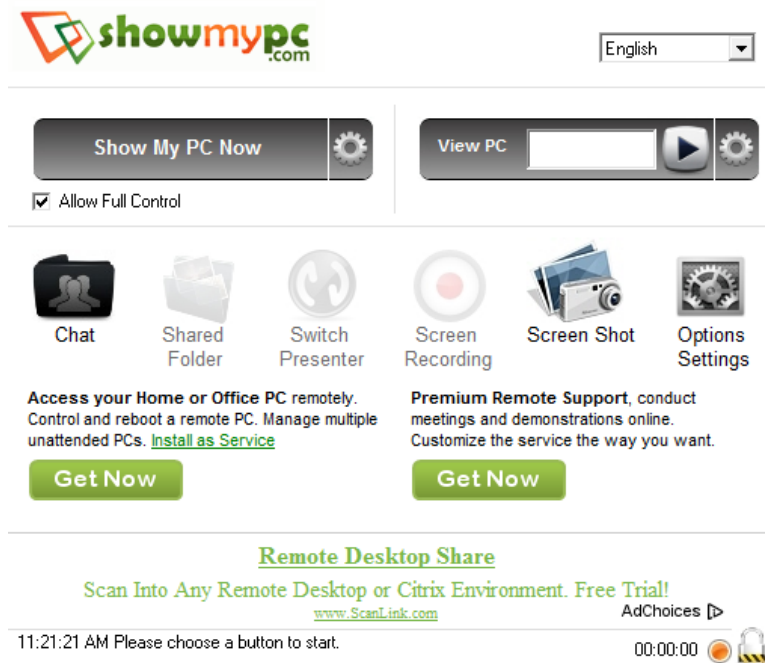 showmypc
.com
English
Show My PC Now
View PC
Allow Full Control
Chat
Shared
Folder
Switch
Presenter
Screen
Recording
Screen Shot
Options
Settings
Access your Home or Office PC remotely.
Control and reboot a remote PC. Manage multiple
unattended PCs. Install as Service
Get Now
Premium Remote Support, conduct
meetings and demonstrations online.
Customize the service the way you want.
Get Now
Remote Desktop Share
Scan Into Any Remote Desktop or Citrix Environment. Free Trial!
www.ScanLink.com
AdChoices
11:21:21 AM Please choose a button to start.
00:00:00